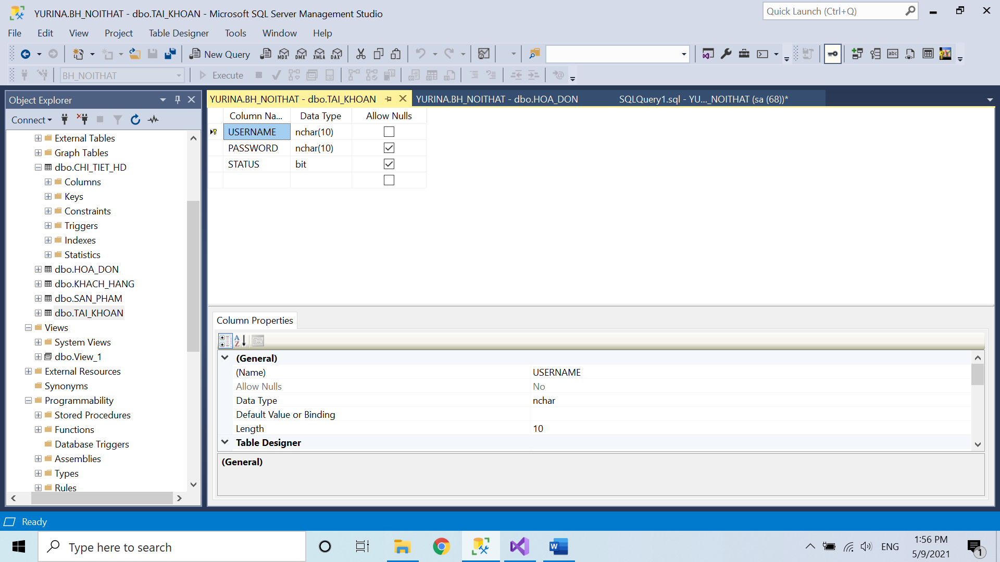 YURINA.BH_NOITHAT - dbo.TAI_KHOAN - Microsoft SQL Server Management Studio
Quick Launch (Ctrl+Q)
File Edit View Project Table Designer Tools Window Help
New Query MDX DMX XMLA DAX abc
BH_NOITHAT Execute
Object Explorer
YURINA.BH_NOITHAT - dbo.TAI_KHOAN YURINA.BH_NOITHAT - dbo.HOA_DON SQLQuery1.sql - YU..._NOITHAT (sa (68))*
Connect
External Tables
Graph Tables
dbo.CHI_TIET_HD
Columns
Keys
Constraints
Triggers
Indexes
Statistics
dbo.HOA_DON
dbo.KHACH_HANG
dbo.SAN_PHAM
dbo.TAI_KHOAN
Views
System Views
dbo.View_1
External Resources
Synonyms
Programmability
Stored Procedures
Functions
Database Triggers
Assemblies
Types
Rules
Column Na... Data Type Allow Nulls
USERNAME nchar(10)
PASSWORD nchar(10)
STATUS bit
Column Properties
(General)
(Name) USERNAME
Allow Nulls No
Data Type nchar
Default Value or Binding
Length 10
Table Designer
(General)
Ready
Type here to search
ENG
1:56 PM
5/9/2021
1